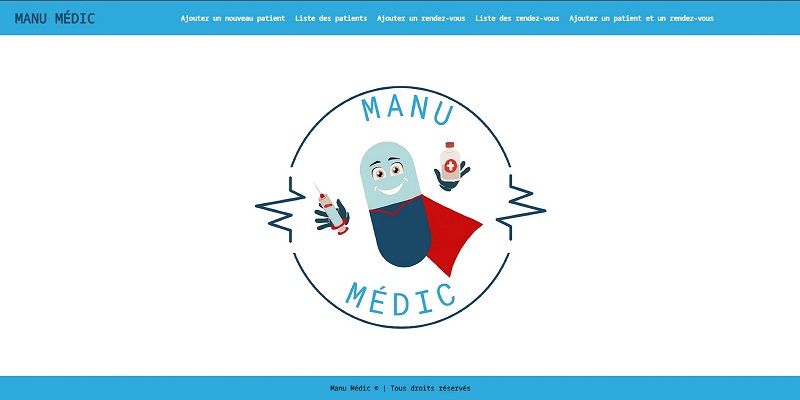 MANU MÉDIC
Ajouter un nouveau patient Liste des patients Ajouter un rendez-vous Liste des rendez-vous Ajouter un patient et un rendez-vous
MANU
MÉDIC
Manu Médic © | Tous droits réservés